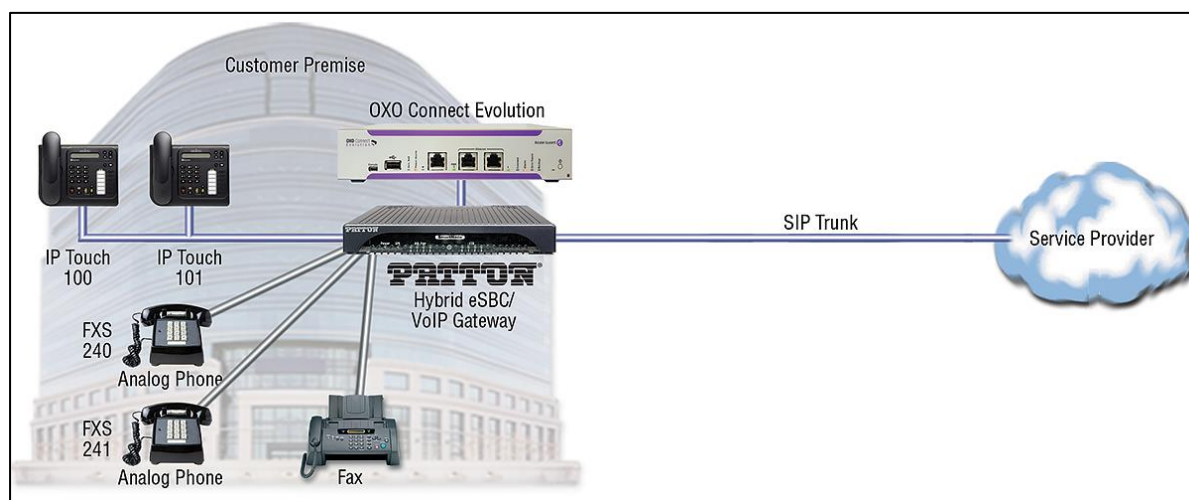 Customer Premise
OXO Connect Evolution
IP Touch
100
IP Touch
101
SIP Trunk
Service Provider
PATTON®
Hybrid eSBC/
VoIP Gateway
FXS
240
Analog Phone
FXS
241
Analog Phone
Fax
PATTON